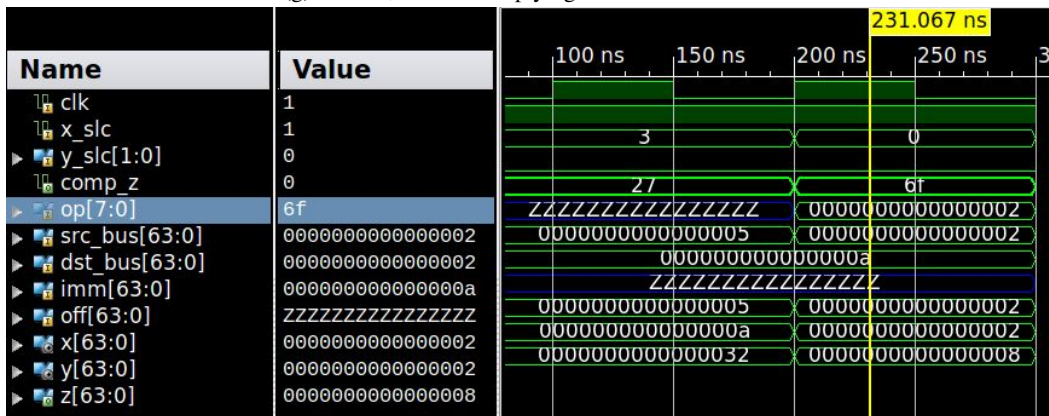 231.067 ns
100 ns 150 ns 200 ns 250 ns 3
Name Value
clk 1
x_slc 1
y_slc[1:0] 0 3 0
comp_z 0
op[7:0] 6f 27 6f
src_bus[63:0] 0000000000000002 ZZZZZZZZZZZZZZZZ 0000000000000002
dst_bus[63:0] 0000000000000002 0000000000000005 0000000000000002
imm[63:0] 000000000000000a 000000000000000a
off[63:0] ZZZZZZZZZZZZZZZZ ZZZZZZZZZZZZZZZZ
x[63:0] 0000000000000002 0000000000000005 0000000000000002
y[63:0] 0000000000000002 000000000000000a 0000000000000002
z[63:0] 0000000000000008 0000000000000032 0000000000000008